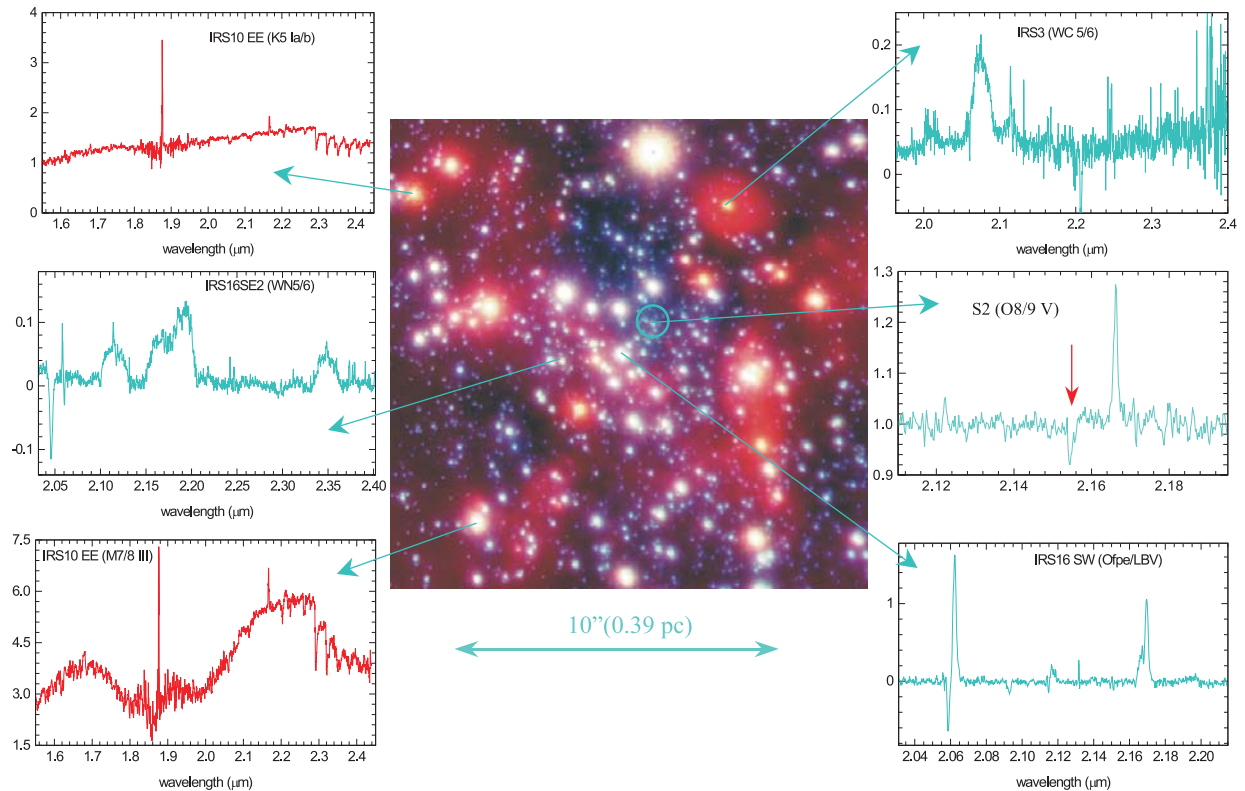 IRS10 EE (K5 Ia/b)
4
3
2
1
0
1.6 1.7 1.8 1.9 2.0 2.1 2.2 2.3 2.4
wavelength (μm)
IRS16SE2 (WN5/6)
0.1
0
-0.1
2.05 2.10 2.15 2.20 2.25 2.30 2.35 2.40
wavelength (μm)
IRS10 EE (M7/8 III)
7.5
6.0
4.5
3.0
1.5
1.6 1.7 1.8 1.9 2.0 2.1 2.2 2.3 2.4
wavelength (μm)
10”(0.39 pc)
IRS3 (WC 5/6)
0.2
0.1
0
2.0 2.1 2.2 2.3 2.4
wavelength (μm)
S2 (O8/9 V)
1.3
1.2
1.1
1.0
0.9
2.12 2.14 2.16 2.18
wavelength (μm)
IRS16 SW (Ofpe/LBV)
1
0
2.04 2.06 2.08 2.10 2.12 2.14 2.16 2.18 2.20
wavelength (μm)